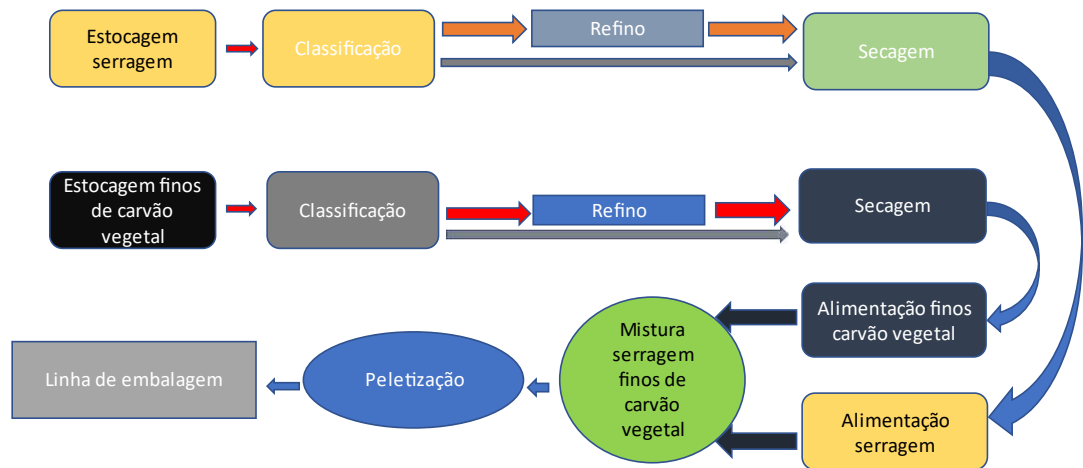 Estocagem
serragem
Classificação
Refino
Secagem
Estocagem finos
de carvão
vegetal
Classificação
Refino
Secagem
Alimentação finos
carvão vegetal
Mistura
serragem
finos de
carvão
vegetal
Peletização
Linha de embalagem
Alimentação
serragem